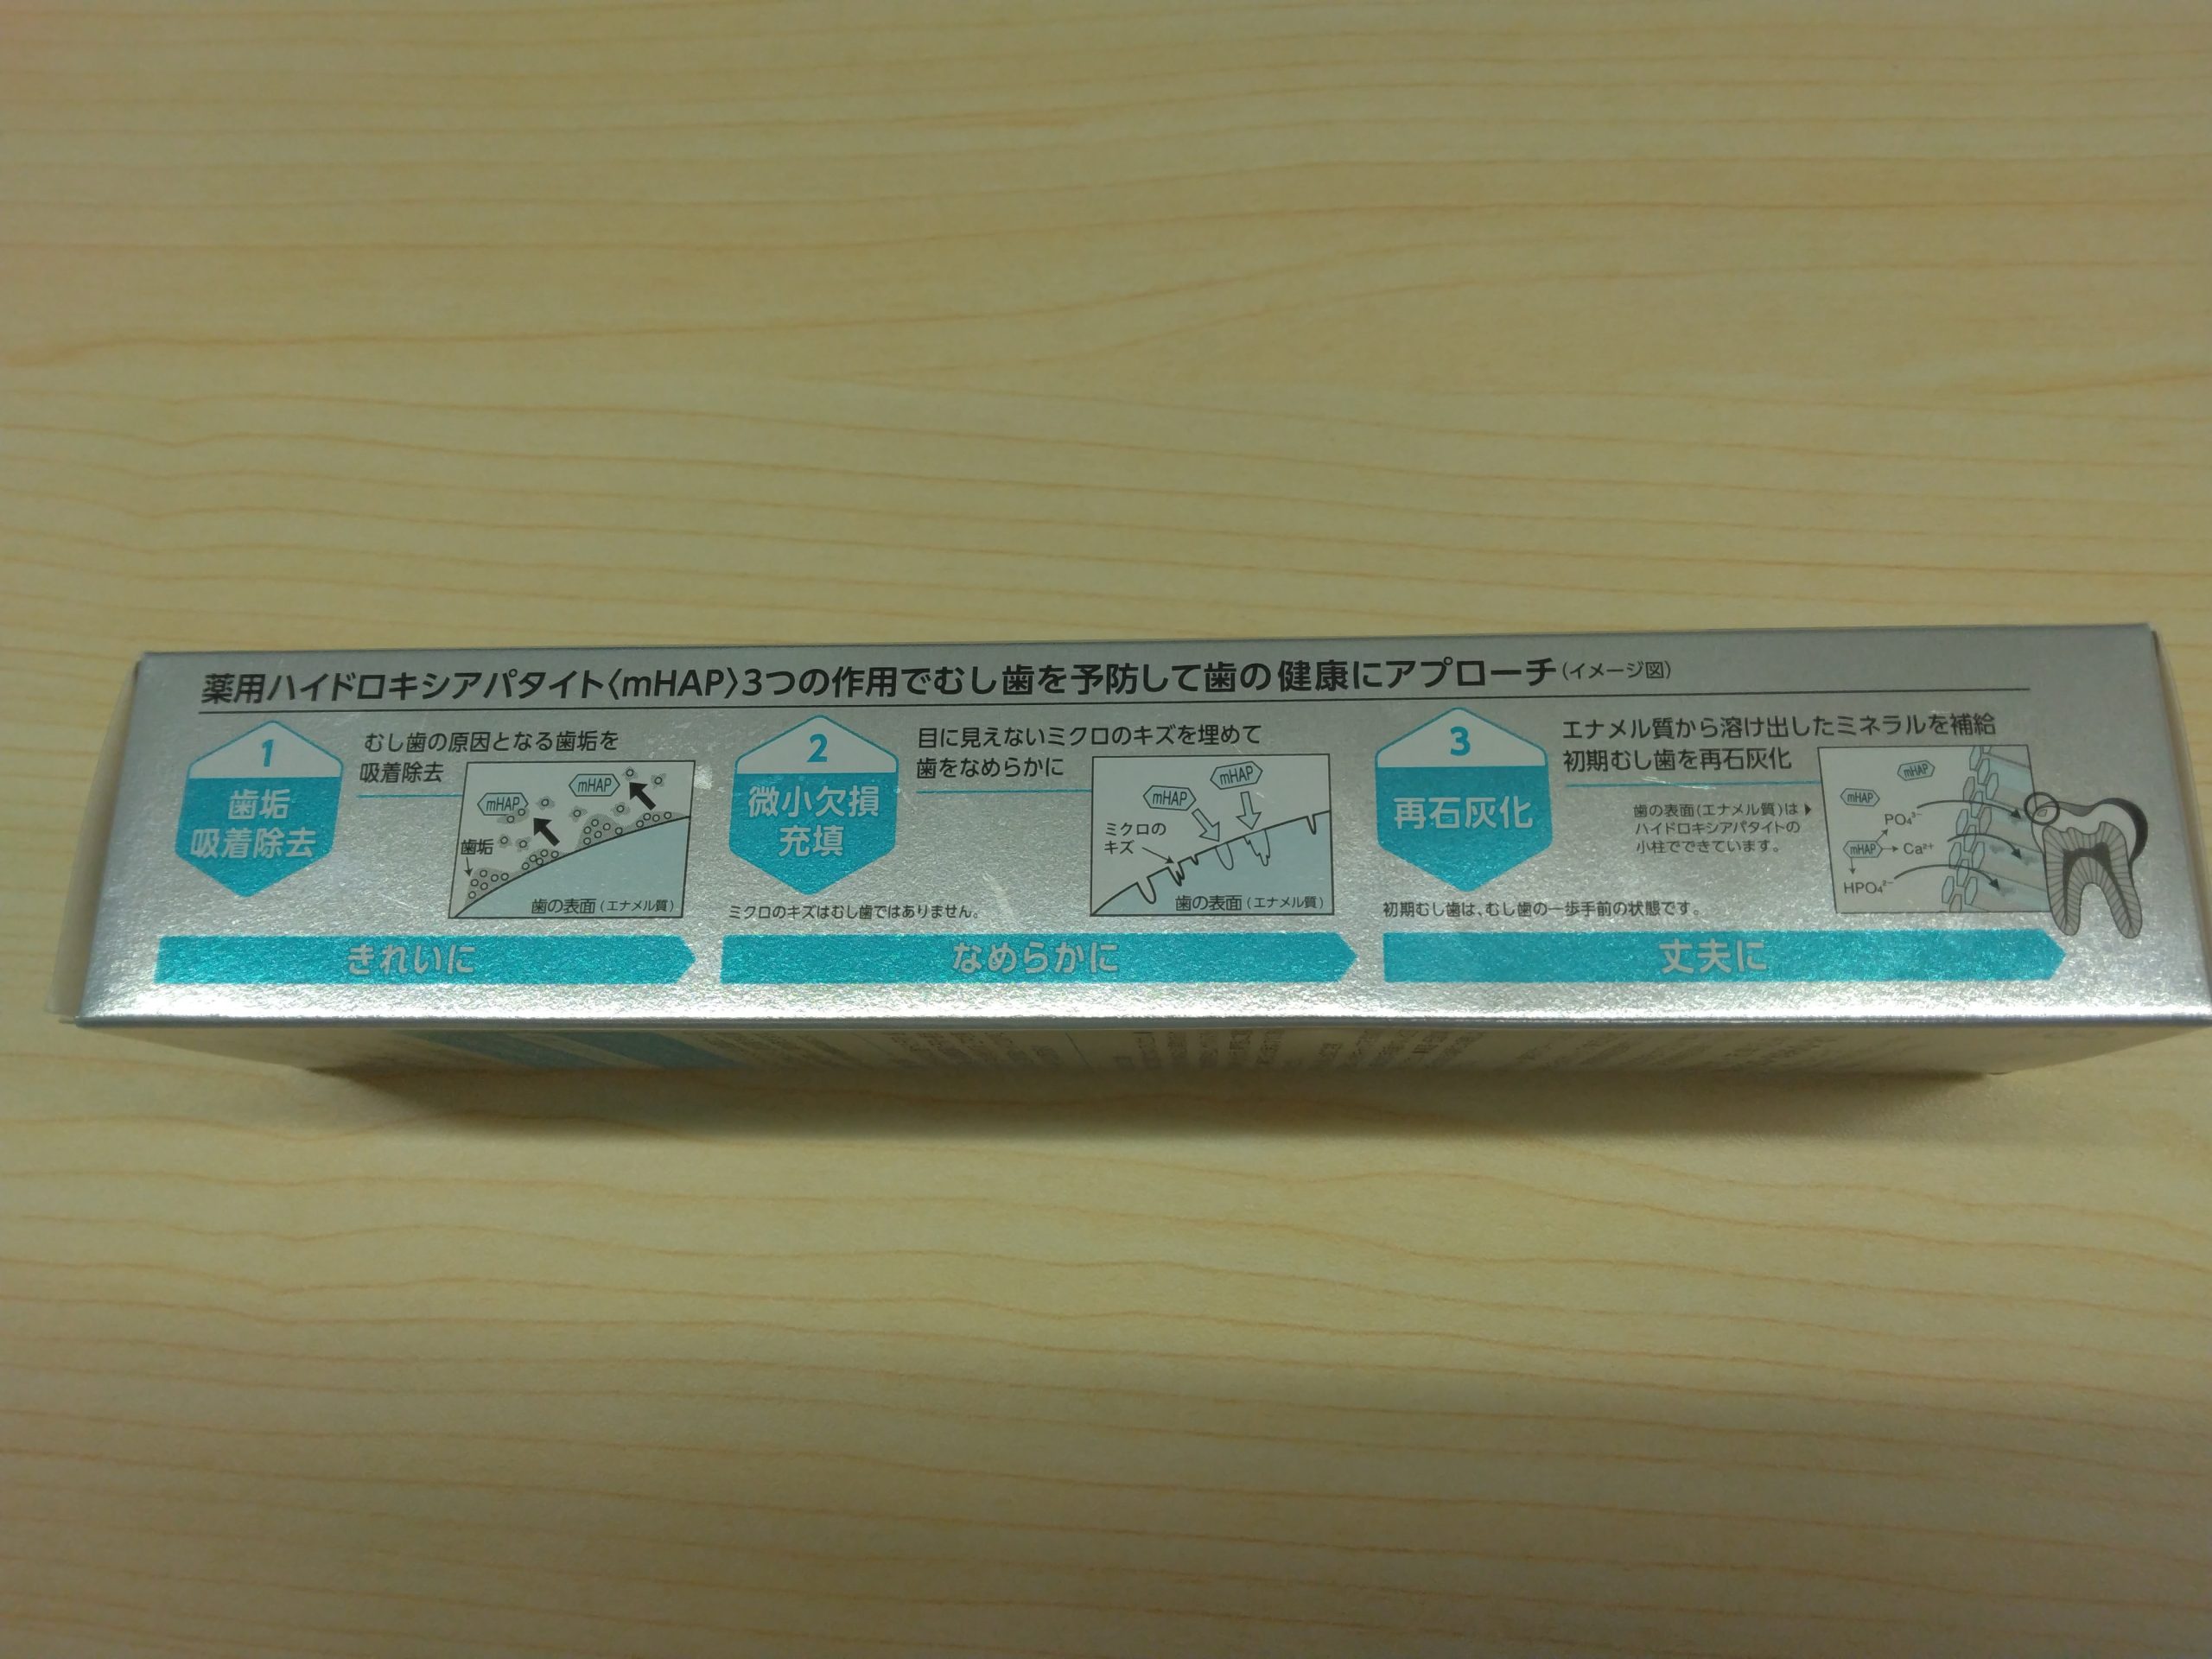 薬用ハイドロキシアパタイト〈mHAP〉3つの作用でむし歯を予防して歯の健康にアプローチ(イメージ図)
1
歯垢
吸着除去
むし歯の原因となる歯垢を
吸着除去
mHAP
mHAP
歯垢
歯の表面(エナメル質)
きれいに
2
微小欠損
充填
目に見えないミクロのキズを埋めて
歯をなめらかに
mHAP
mHAP
ミクロの
キズ
歯の表面(エナメル質)
ミクロのキズはむし歯ではありません。
なめらかに
3
再石灰化
エナメル質から溶け出したミネラルを補給
初期むし歯を再石灰化
歯の表面(エナメル質)は▶
ハイドロキシアパタイトの
小柱でできています。
mHAP
mHAP
PO₄³⁻
mHAP
Ca²⁺
HPO₄²⁻
初期むし歯は、むし歯の一歩手前の状態です。
丈夫に